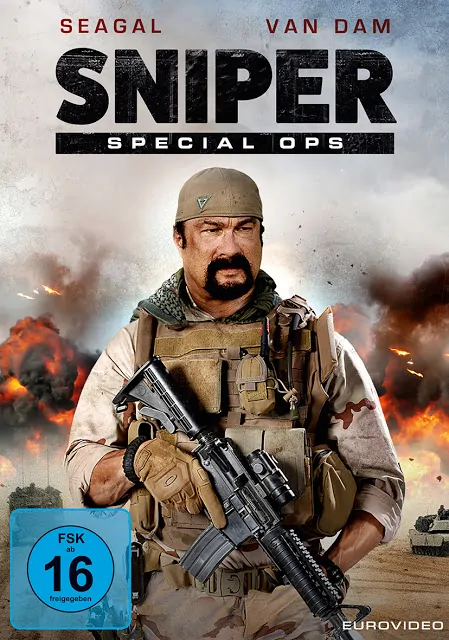 SEAGAL VAN DAM
SNIPER
SPECIAL OPS
FSK
ab
16
freigegeben
EUROVIDEO